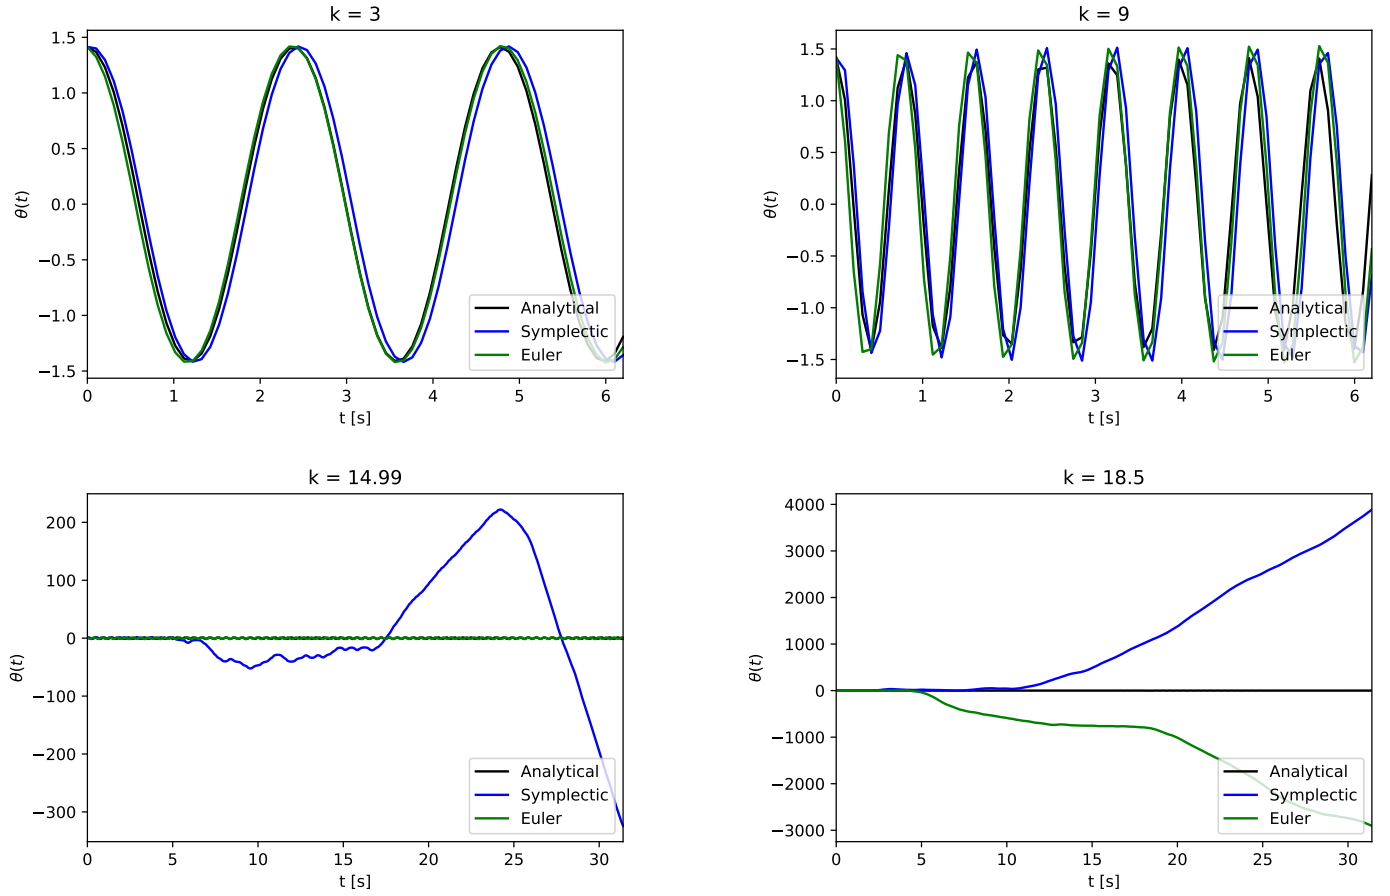 k = 3
1.5
1.0
0.5
0.0
−0.5
−1.0
−1.5
θ(t)
0 1 2 3 4 5 6
t [s]
Analytical
Symplectic
Euler
k = 9
1.5
1.0
0.5
0.0
−0.5
−1.0
−1.5
θ(t)
0 1 2 3 4 5 6
t [s]
Analytical
Symplectic
Euler
k = 14.99
200
100
0
−100
−200
−300
θ(t)
0 5 10 15 20 25 30
t [s]
Analytical
Symplectic
Euler
k = 18.5
4000
3000
2000
1000
0
−1000
−2000
−3000
θ(t)
0 5 10 15 20 25 30
t [s]
Analytical
Symplectic
Euler